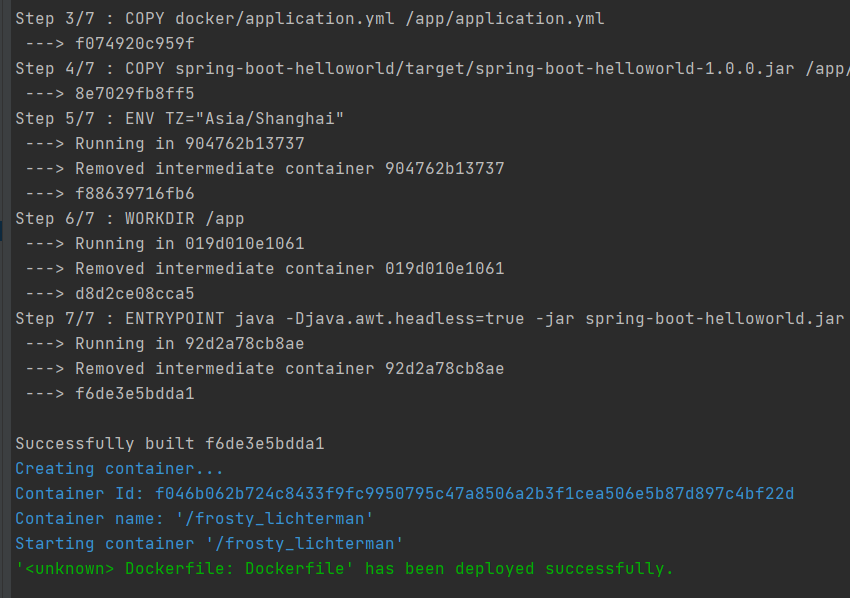 Step 3/7 : COPY docker/application.yml /app/application.yml
---> f074920c959f
Step 4/7 : COPY spring-boot-helloworld/target/spring-boot-helloworld-1.0.0.jar /app/
---> 8e7029fb8ff5
Step 5/7 : ENV TZ="Asia/Shanghai"
---> Running in 904762b13737
---> Removed intermediate container 904762b13737
---> f88639716fb6
Step 6/7 : WORKDIR /app
---> Running in 019d010e1061
---> Removed intermediate container 019d010e1061
---> d8d2ce08cca5
Step 7/7 : ENTRYPOINT java -Djava.awt.headless=true -jar spring-boot-helloworld.jar
---> Running in 92d2a78cb8ae
---> Removed intermediate container 92d2a78cb8ae
---> f6de3e5bdda1
Successfully built f6de3e5bdda1
Creating container...
Container Id: f046b062b724c8433f9fc9950795c47a8506a2b3f1cea506e5b87d897c4bf22d
Container name: '/frosty_lichterman'
Starting container '/frosty_lichterman'
'<unknown> Dockerfile: Dockerfile' has been deployed successfully.